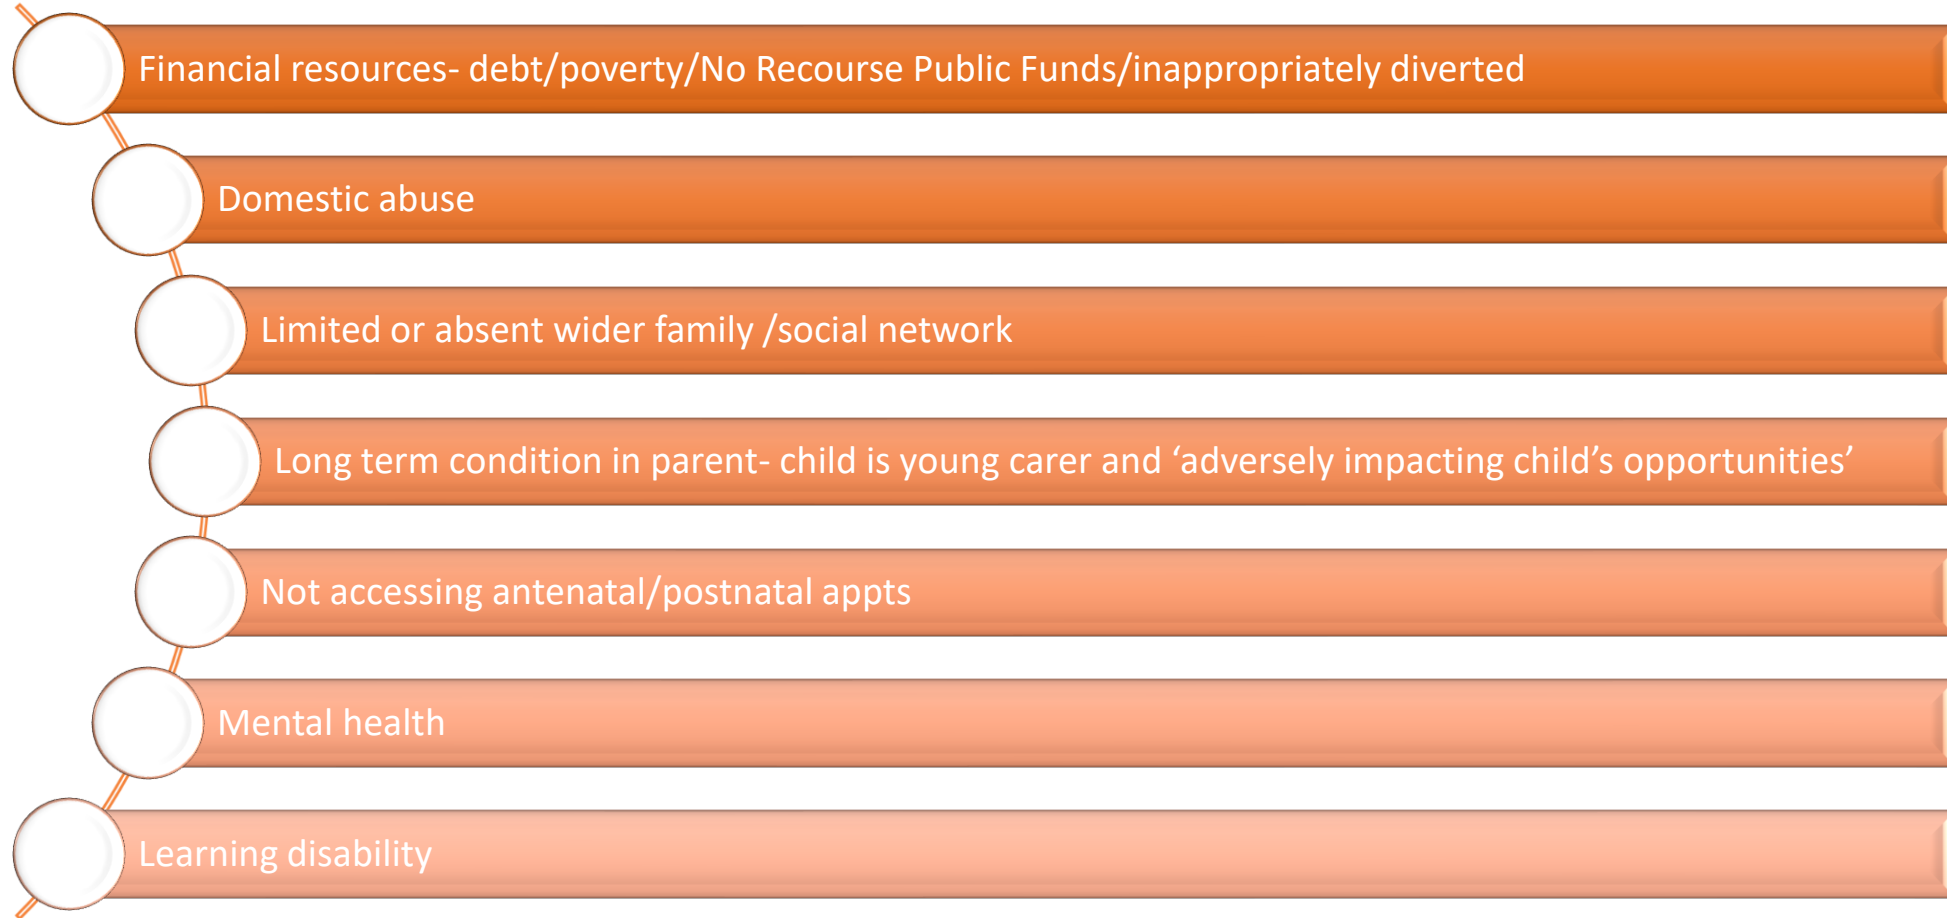 Financial resources- debt/poverty/No Recourse Public Funds/inappropriately diverted
Domestic abuse
Limited or absent wider family /social network
Long term condition in parent- child is young carer and ‘adversely impacting child’s opportunities’
Not accessing antenatal/postnatal appts
Mental health
Learning disability